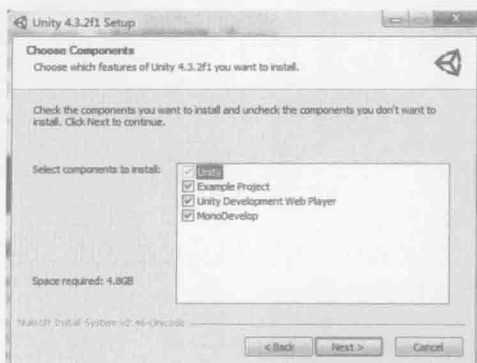 Unity 4.3.2f1 Setup
Choose Components
Choose which features of Unity 4.3.2f1 you want to install.
Check the components you want to install and uncheck the components you don't want to
install. Click Next to continue.
Select components to install:
Unity
Example Project
Unity Development Web Player
MonoDevelop
Space required: 4.8GB
Nullsoft Install System v2.46-Unicode
< Back
Next >
Cancel